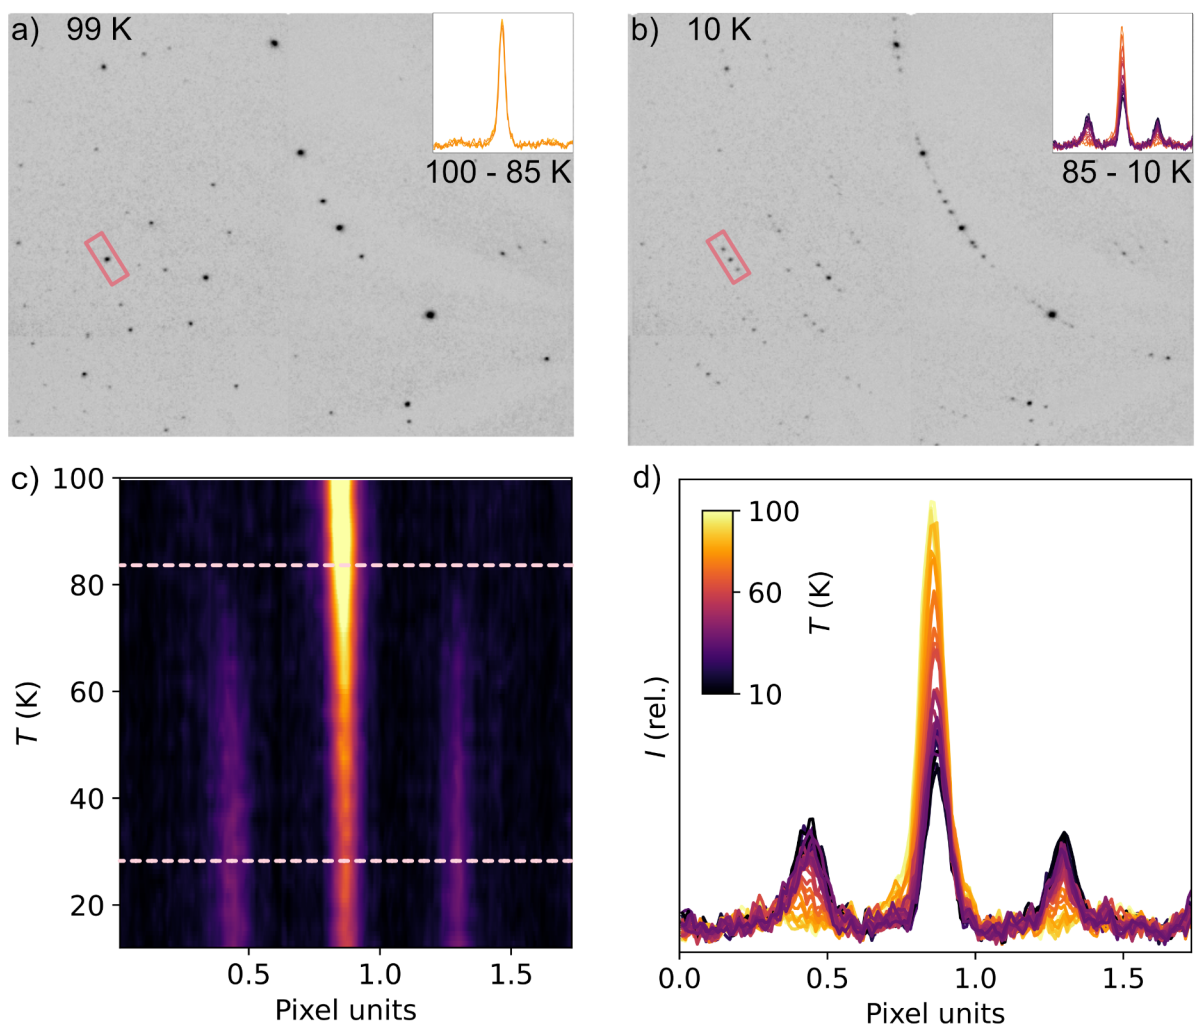 a) 99 K
100 - 85 K
b) 10 K
85 - 10 K
c)
100
80
60
40
20
T (K)
0.5 1.0 1.5
Pixel units
d)
100
60
10
T (K)
I (rel.)
0.0 0.5 1.0 1.5
Pixel units